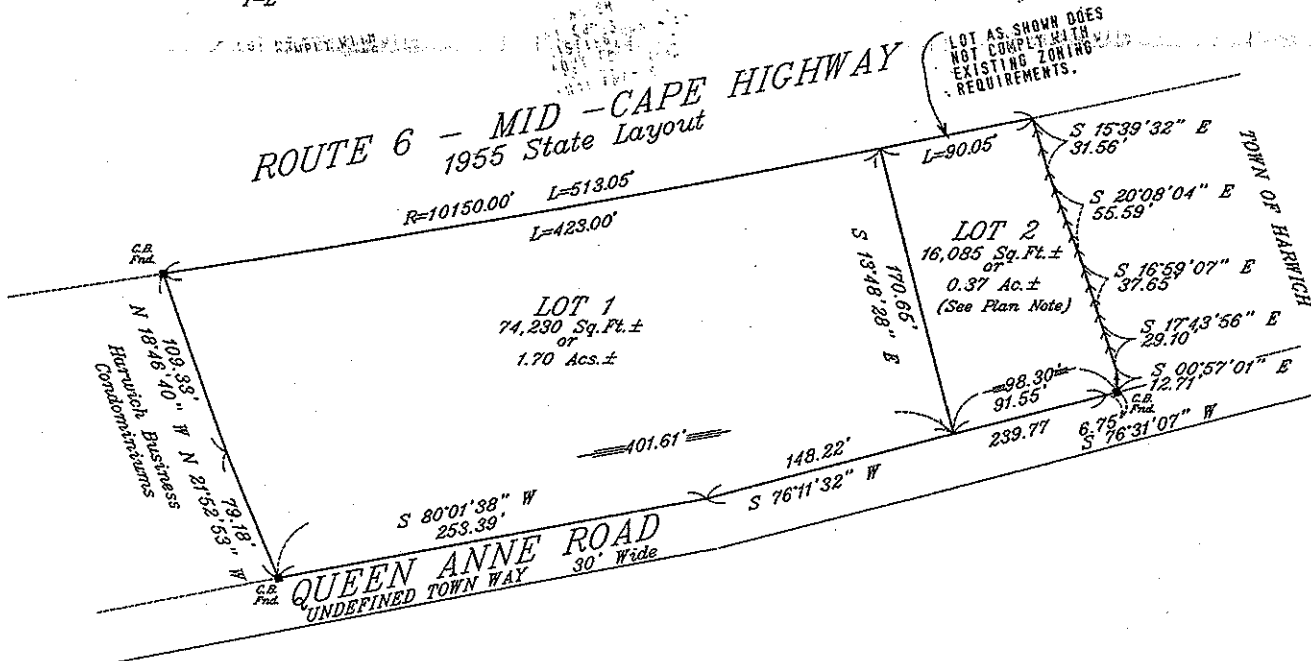 LOT AS SHOWN DOES
NOT COMPLY WITH
EXISTING ZONING
REQUIREMENTS.
ROUTE 6 - MID -CAPE HIGHWAY
1955 State Layout
R=10150.00' L=513.05'
L=423.00'
L=90.05'
S 15°39'32" E
31.56'
TOWN OF HARWICH
S 20°08'04" E
55.59'
S 16°59'07" E
37.65'
S 17°43'56" E
29.10'
S 00°57'01" E
12.71'
C.B.
Fnd.
LOT 1
74,230 Sq.Ft.±
or
1.70 Acs.±
170.65'
S 13°48'28" E
LOT 2
16,085 Sq.Ft.±
or
0.37 Ac.±
(See Plan Note)
109.33'
N 18°46'40" W
79.18'
N 21°52'53" W
Harwich Business
Condominiums
401.61'
98.30'
91.55'
C.B.
Fnd.
6.75'
S 76°31'07" W
239.77
148.22'
S 76°11'32" W
S 80°01'38" W
253.39'
C.B.
Fnd.
QUEEN ANNE ROAD
UNDEFINED TOWN WAY 30' Wide